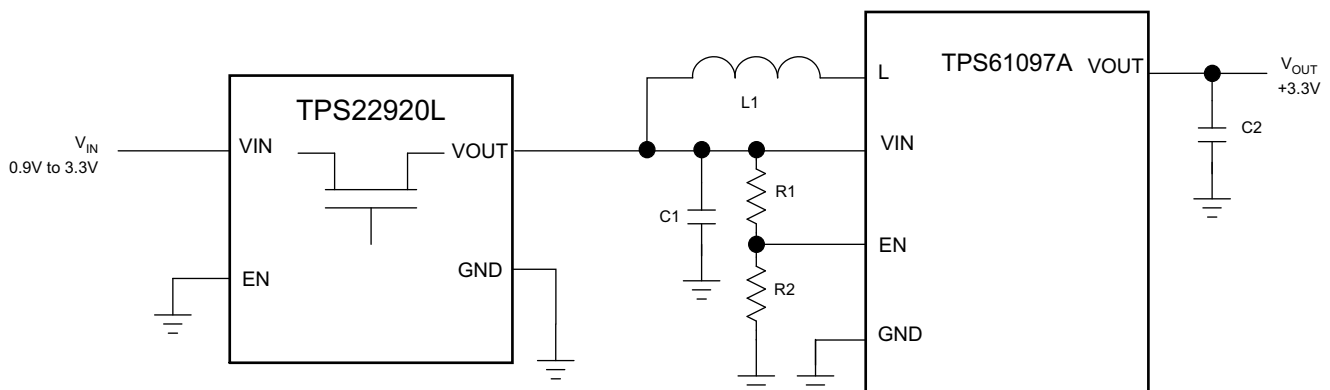 TPS22920L
V_IN
0.9V to 3.3V
VIN
VOUT
EN
GND
L1
C1
R1
R2
TPS61097A
L
VOUT
VIN
EN
GND
V_OUT
+3.3V
C2